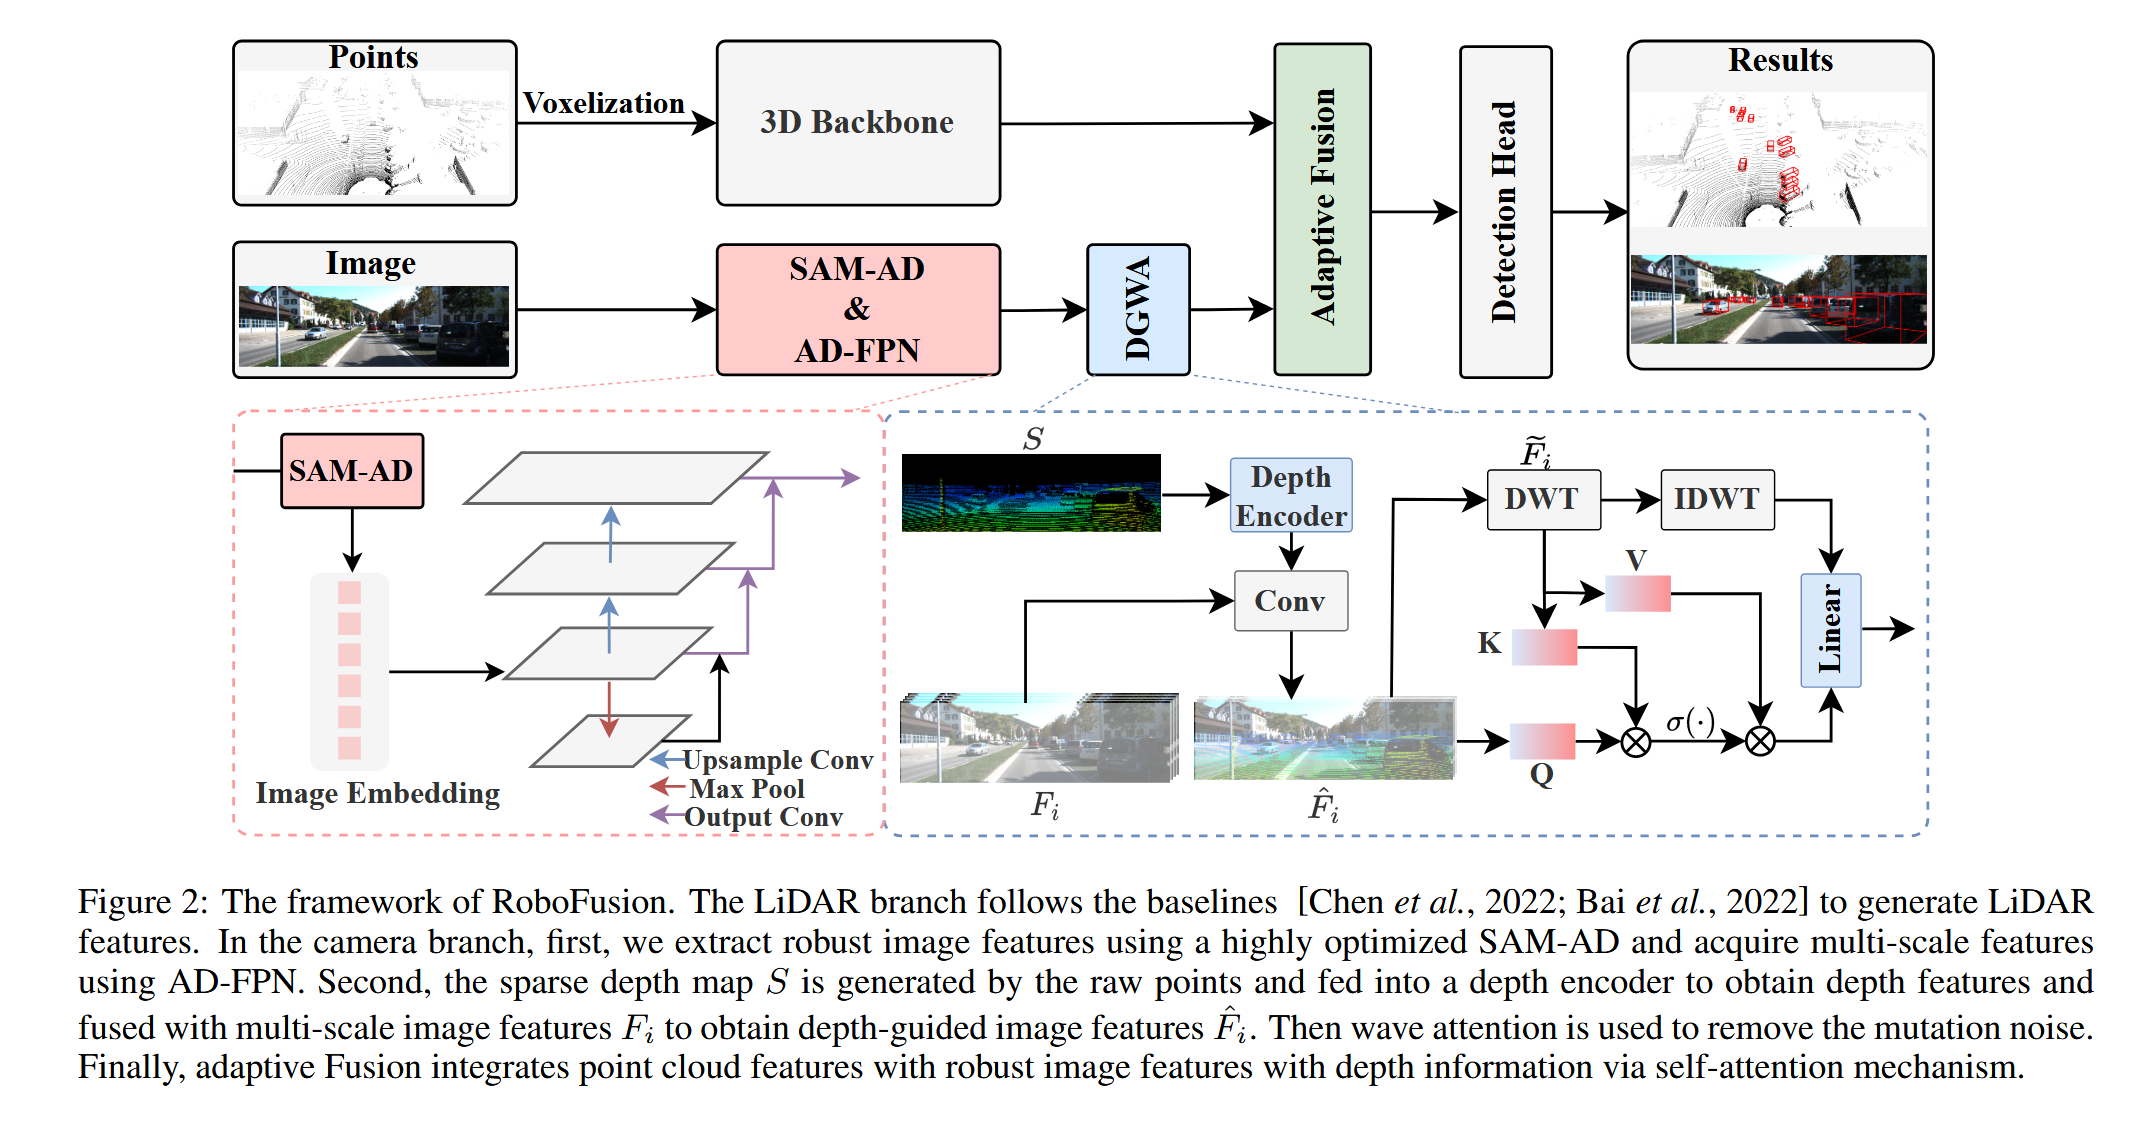 Points
Voxelization
3D Backbone
Adaptive Fusion
Detection Head
Results
Image
SAM-AD
&
AD-FPN
DGWA
SAM-AD
Image Embedding
Upsample Conv
Max Pool
Output Conv
S
Depth
Encoder
Conv
F_i
F̂_i
F̃_i
DWT
IDWT
V
K
Q
σ(·)
Linear
Figure 2: The framework of RoboFusion. The LiDAR branch follows the baselines [Chen et al., 2022; Bai et al., 2022] to generate LiDAR
features. In the camera branch, first, we extract robust image features using a highly optimized SAM-AD and acquire multi-scale features
using AD-FPN. Second, the sparse depth map S is generated by the raw points and fed into a depth encoder to obtain depth features and
fused with multi-scale image features F_i to obtain depth-guided image features F̂_i. Then wave attention is used to remove the mutation noise.
Finally, adaptive Fusion integrates point cloud features with robust image features with depth information via self-attention mechanism.